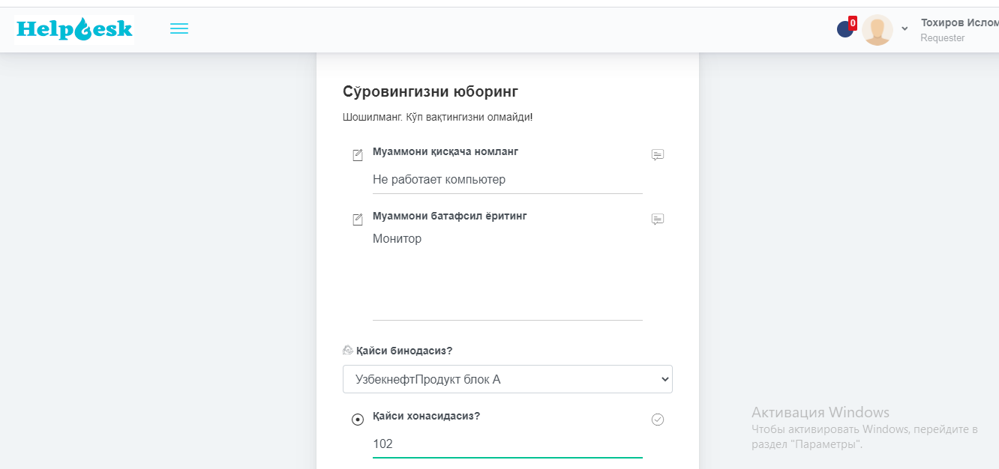 Helpdesk
0
Тохиров Ислом
Requester
Сўровингизни юборинг
Шошилманг. Кўп вақтингизни олмайди!
Муаммони қисқача номланг
Не работает компьютер
Муаммони батафсил ёритинг
Монитор
Қайси бинодасиз?
УзбекнефтПродукт блок А
Қайси хонасидасиз?
102
Активация Windows
Чтобы активировать Windows, перейдите в
раздел "Параметры".